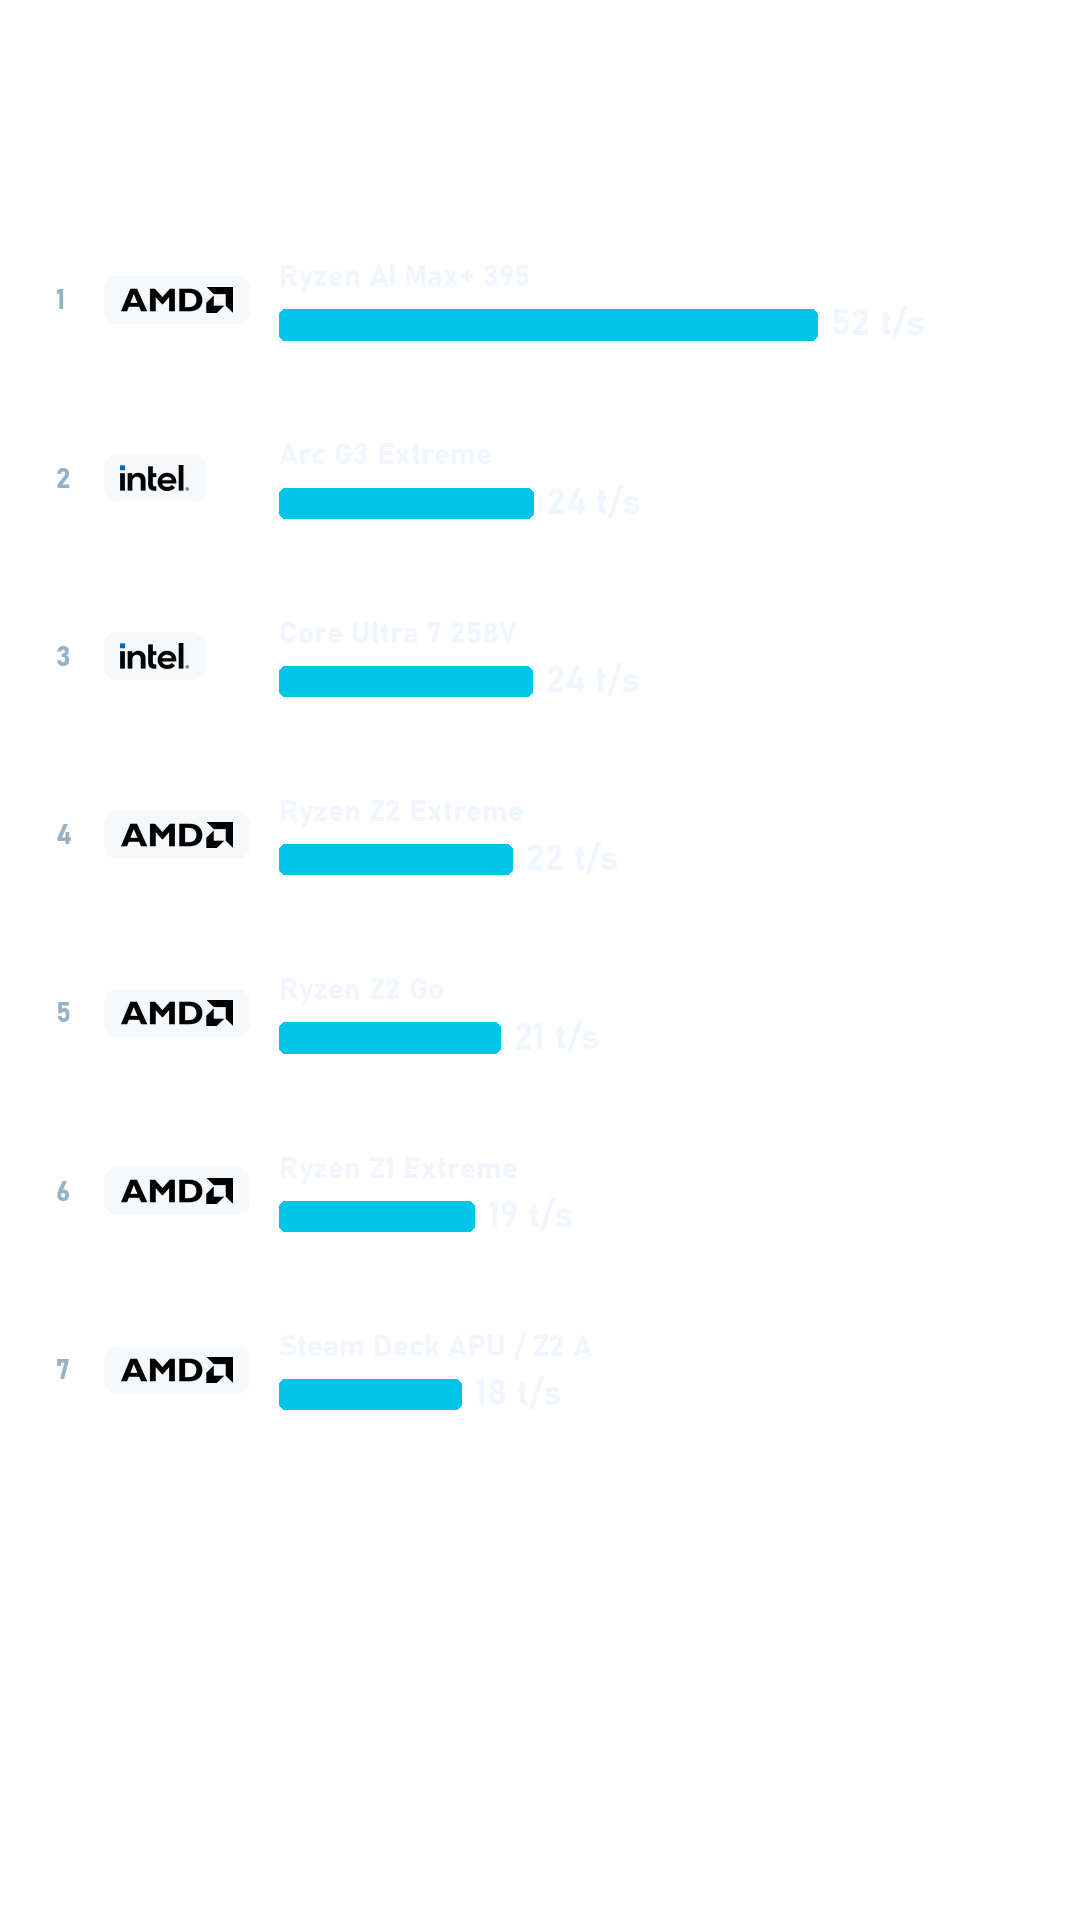 Ryzen AI Max+ 395
1 AMD 52 t/s
Arc G3 Extreme
2 intel. 24 t/s
Core Ultra 7 258V
3 intel. 24 t/s
Ryzen Z2 Extreme
4 AMD 22 t/s
Ryzen Z2 Go
5 AMD 21 t/s
Ryzen Z1 Extreme
6 AMD 19 t/s
Steam Deck APU / Z2 A
7 AMD 18 t/s